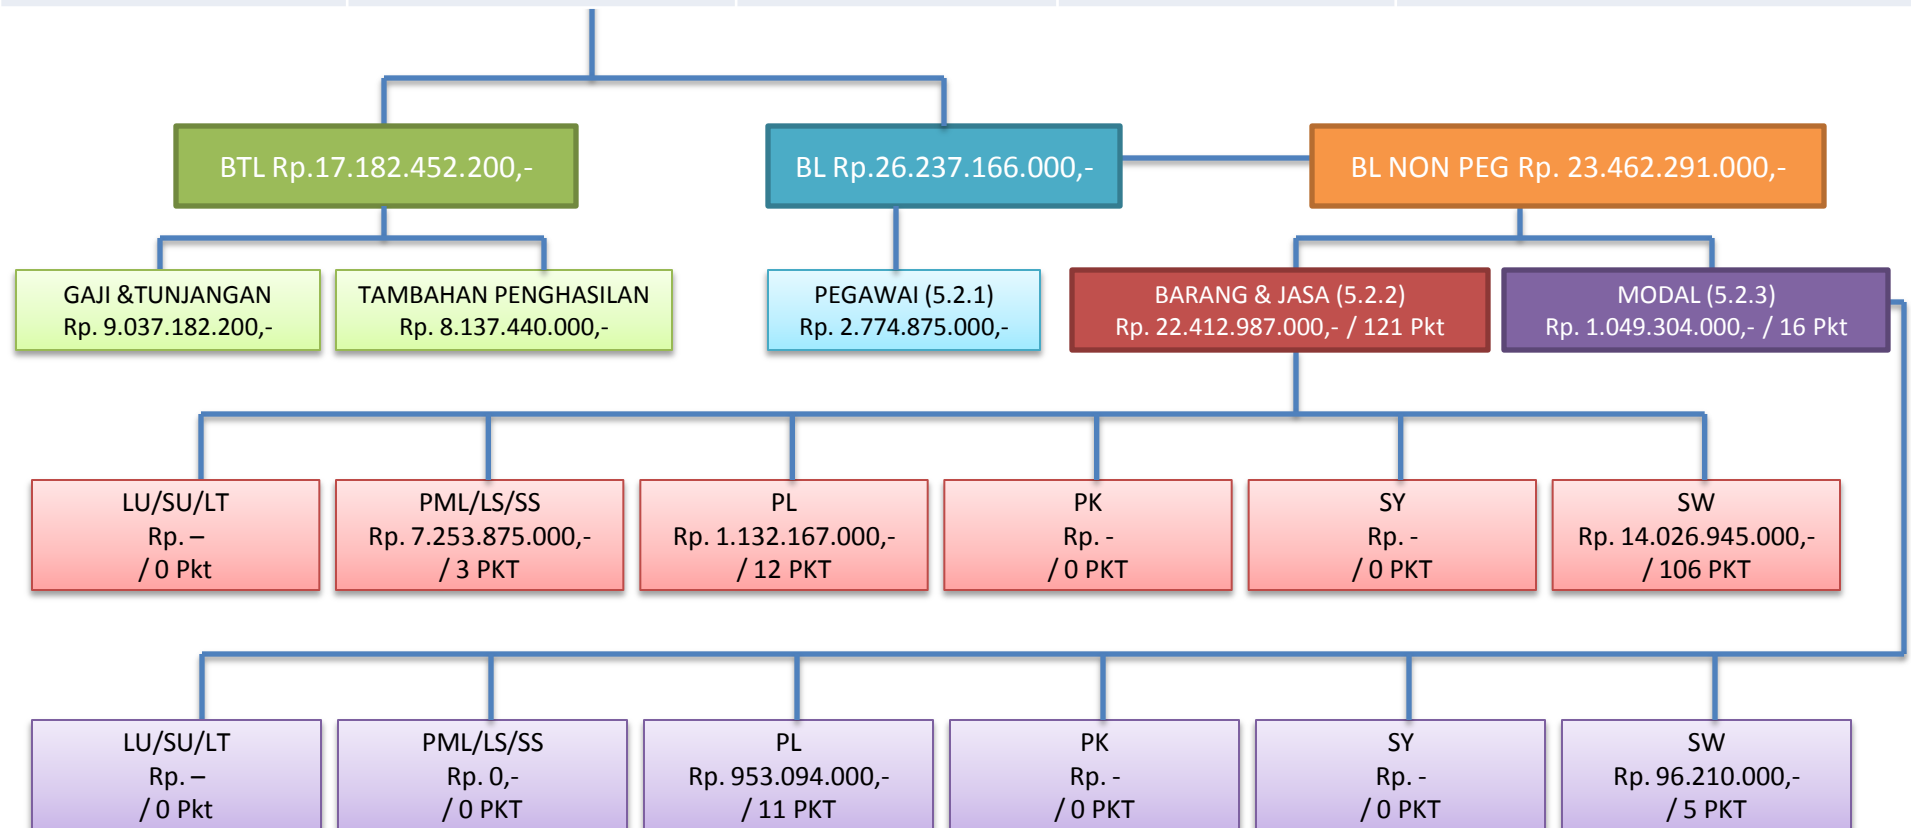 BTL Rp.17.182.452.200,-
BL Rp.26.237.166.000,-
BL NON PEG Rp. 23.462.291.000,-
GAJI &TUNJANGAN
Rp. 9.037.182.200,-
TAMBAHAN PENGHASILAN
Rp. 8.137.440.000,-
PEGAWAI (5.2.1)
Rp. 2.774.875.000,-
BARANG & JASA (5.2.2)
Rp. 22.412.987.000,- / 121 Pkt
MODAL (5.2.3)
Rp. 1.049.304.000,- / 16 Pkt
LU/SU/LT
Rp. –
/ 0 Pkt
PML/LS/SS
Rp. 7.253.875.000,-
/ 3 PKT
PL
Rp. 1.132.167.000,-
/ 12 PKT
PK
Rp. -
/ 0 PKT
SY
Rp. -
/ 0 PKT
SW
Rp. 14.026.945.000,-
/ 106 PKT
LU/SU/LT
Rp. –
/ 0 Pkt
PML/LS/SS
Rp. 0,-
/ 0 PKT
PL
Rp. 953.094.000,-
/ 11 PKT
PK
Rp. -
/ 0 PKT
SY
Rp. -
/ 0 PKT
SW
Rp. 96.210.000,-
/ 5 PKT